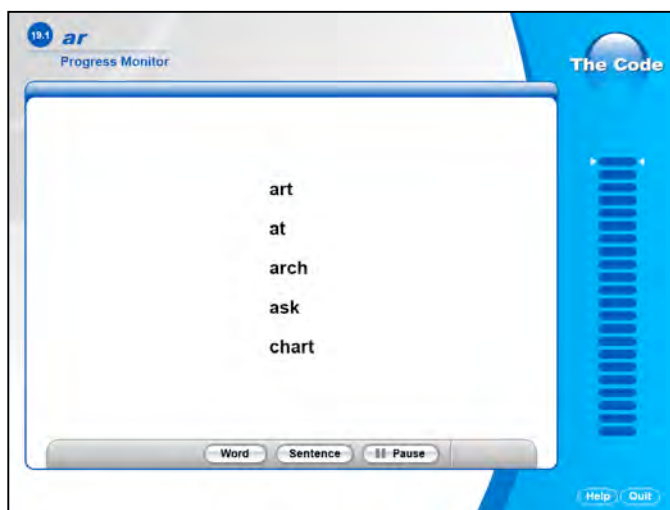 19.1 ar
Progress Monitor
The Code
art
at
arch
ask
chart
Word Sentence Pause
Help Quit